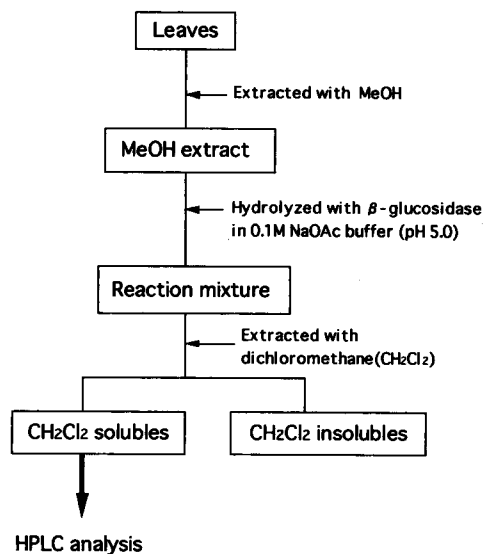 Leaves
Extracted with MeOH
MeOH extract
Hydrolyzed with β-glucosidase
in 0.1M NaOAc buffer (pH 5.0)
Reaction mixture
Extracted with
dichloromethane(CH2Cl2)
CH2Cl2 solubles
CH2Cl2 insolubles
HPLC analysis